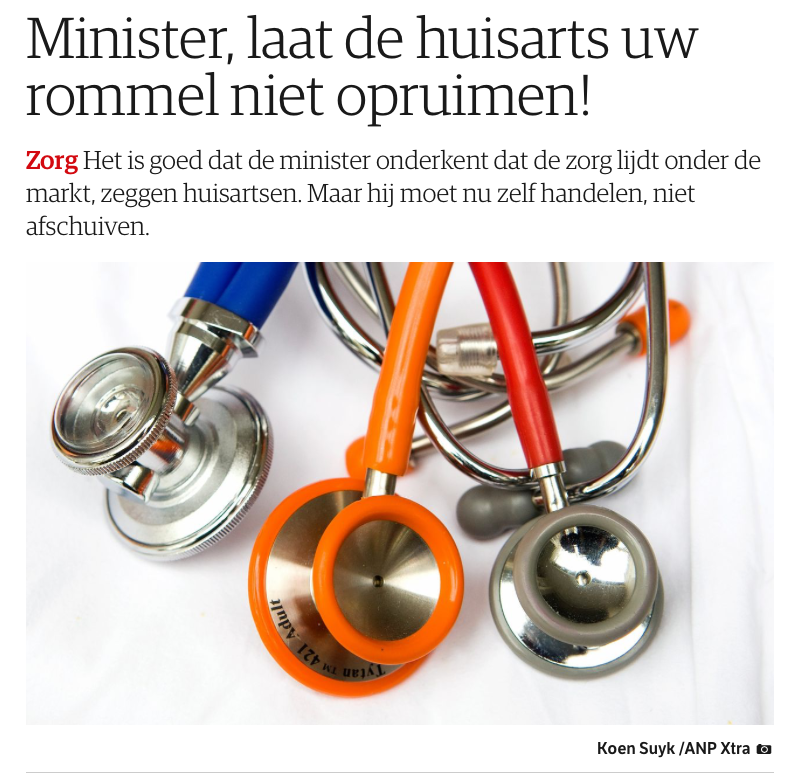 Minister, laat de huisarts uw
rommel niet opruimen!
Zorg Het is goed dat de minister onderkent dat de zorg lijdt onder de
markt, zeggen huisartsen. Maar hij moet nu zelf handelen, niet
afschuiven.
Tytan ™ 421 Adult
Koen Suyk /ANP Xtra